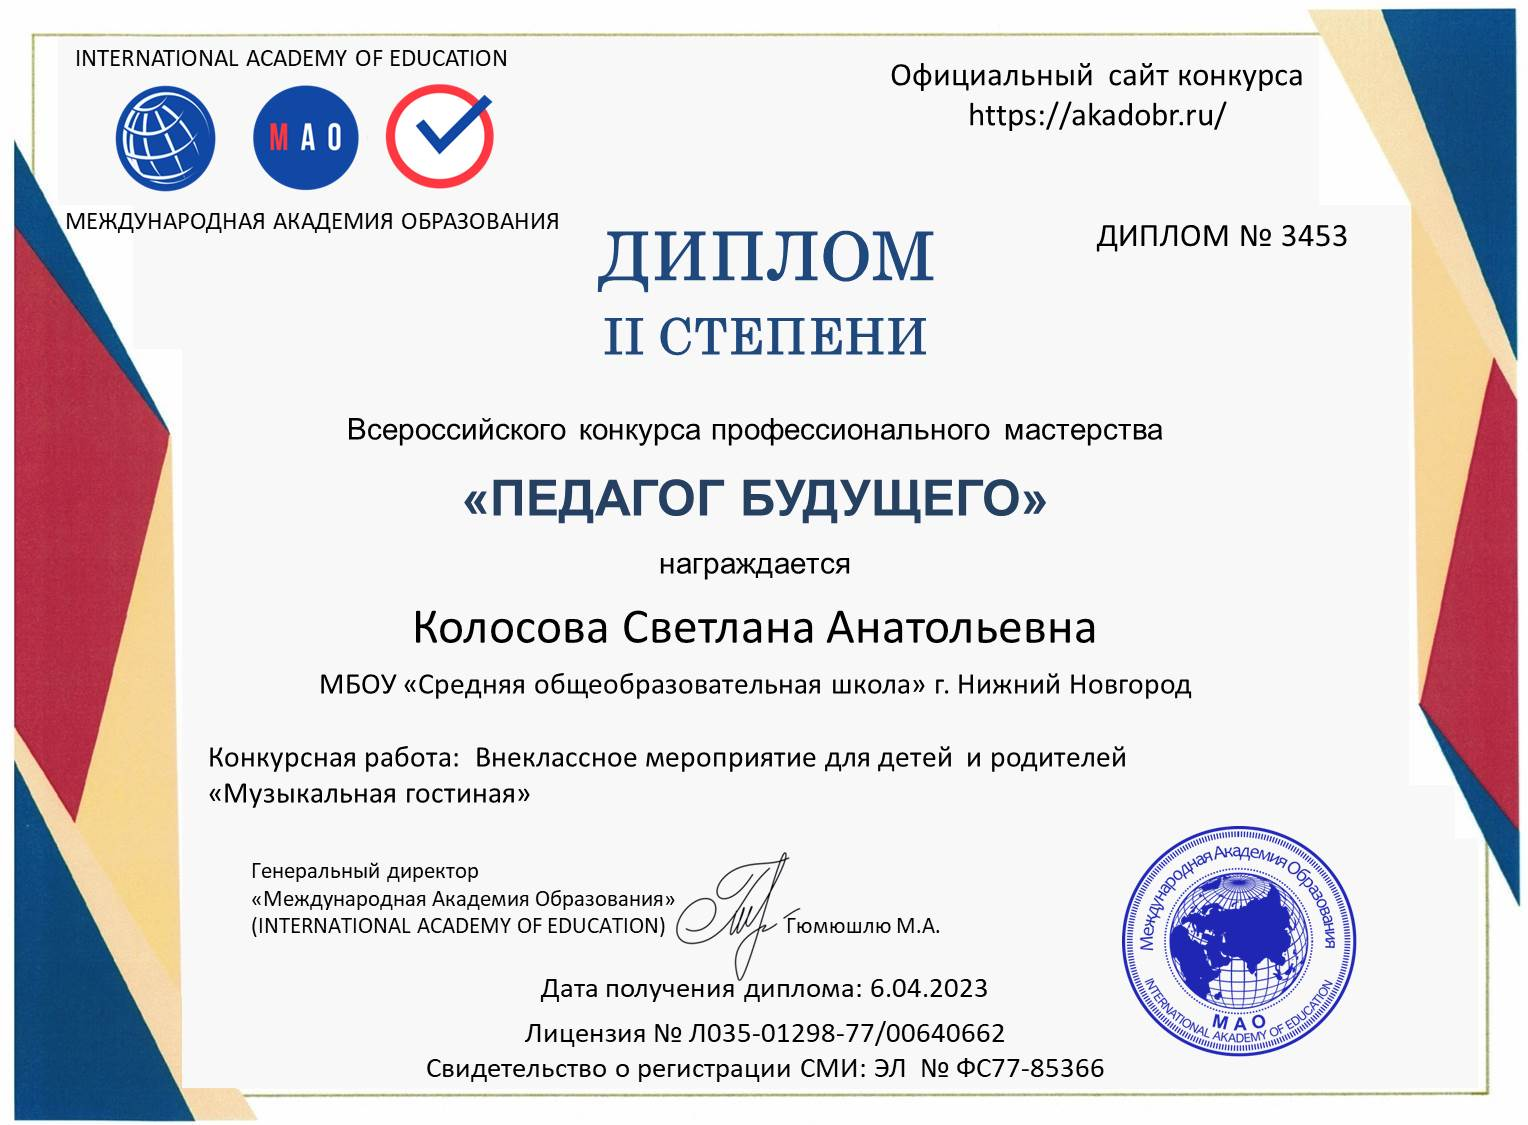 INTERNATIONAL ACADEMY OF EDUCATION
МАО
МЕЖДУНАРОДНАЯ АКАДЕМИЯ ОБРАЗОВАНИЯ
Официальный сайт конкурса
https://akadobr.ru/
ДИПЛОМ № 3453
ДИПЛОМ
II СТЕПЕНИ
Всероссийского конкурса профессионального мастерства
«ПЕДАГОГ БУДУЩЕГО»
награждается
Колосова Светлана Анатольевна
МБОУ «Средняя общеобразовательная школа» г. Нижний Новгород
Конкурсная работа: Внеклассное мероприятие для детей и родителей
«Музыкальная гостиная»
Генеральный директор
«Международная Академия Образования»
(INTERNATIONAL ACADEMY OF EDUCATION) Гюмюшлю М.А.
Международная Академия Образования
МАО
INTERNATIONAL ACADEMY OF EDUCATION
Дата получения диплома: 6.04.2023
Лицензия № Л035-01298-77/00640662
Свидетельство о регистрации СМИ: ЭЛ № ФС77-85366